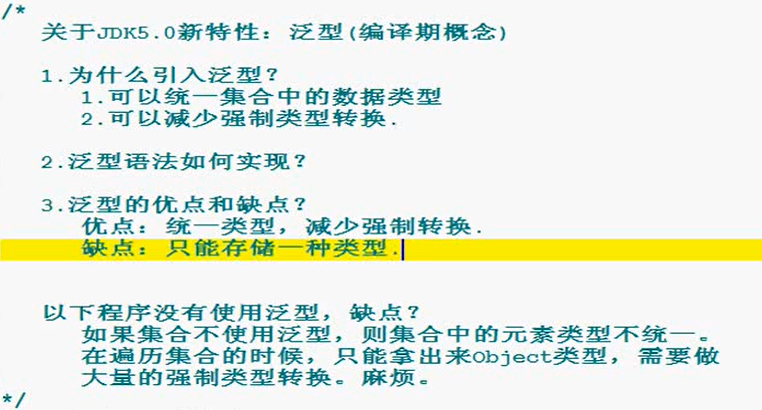 /*
关于JDK5.0新特性：泛型(编译期概念)
1.为什么引入泛型？
1.可以统一集合中的数据类型
2.可以减少强制类型转换.
2.泛型语法如何实现？
3.泛型的优点和缺点？
优点：统一类型，减少强制转换.
缺点：只能存储一种类型.
以下程序没有使用泛型，缺点？
如果集合不使用泛型，则集合中的元素类型不统一。
在遍历集合的时候，只能拿出来Object类型，需要做
大量的强制类型转换。麻烦。
*/